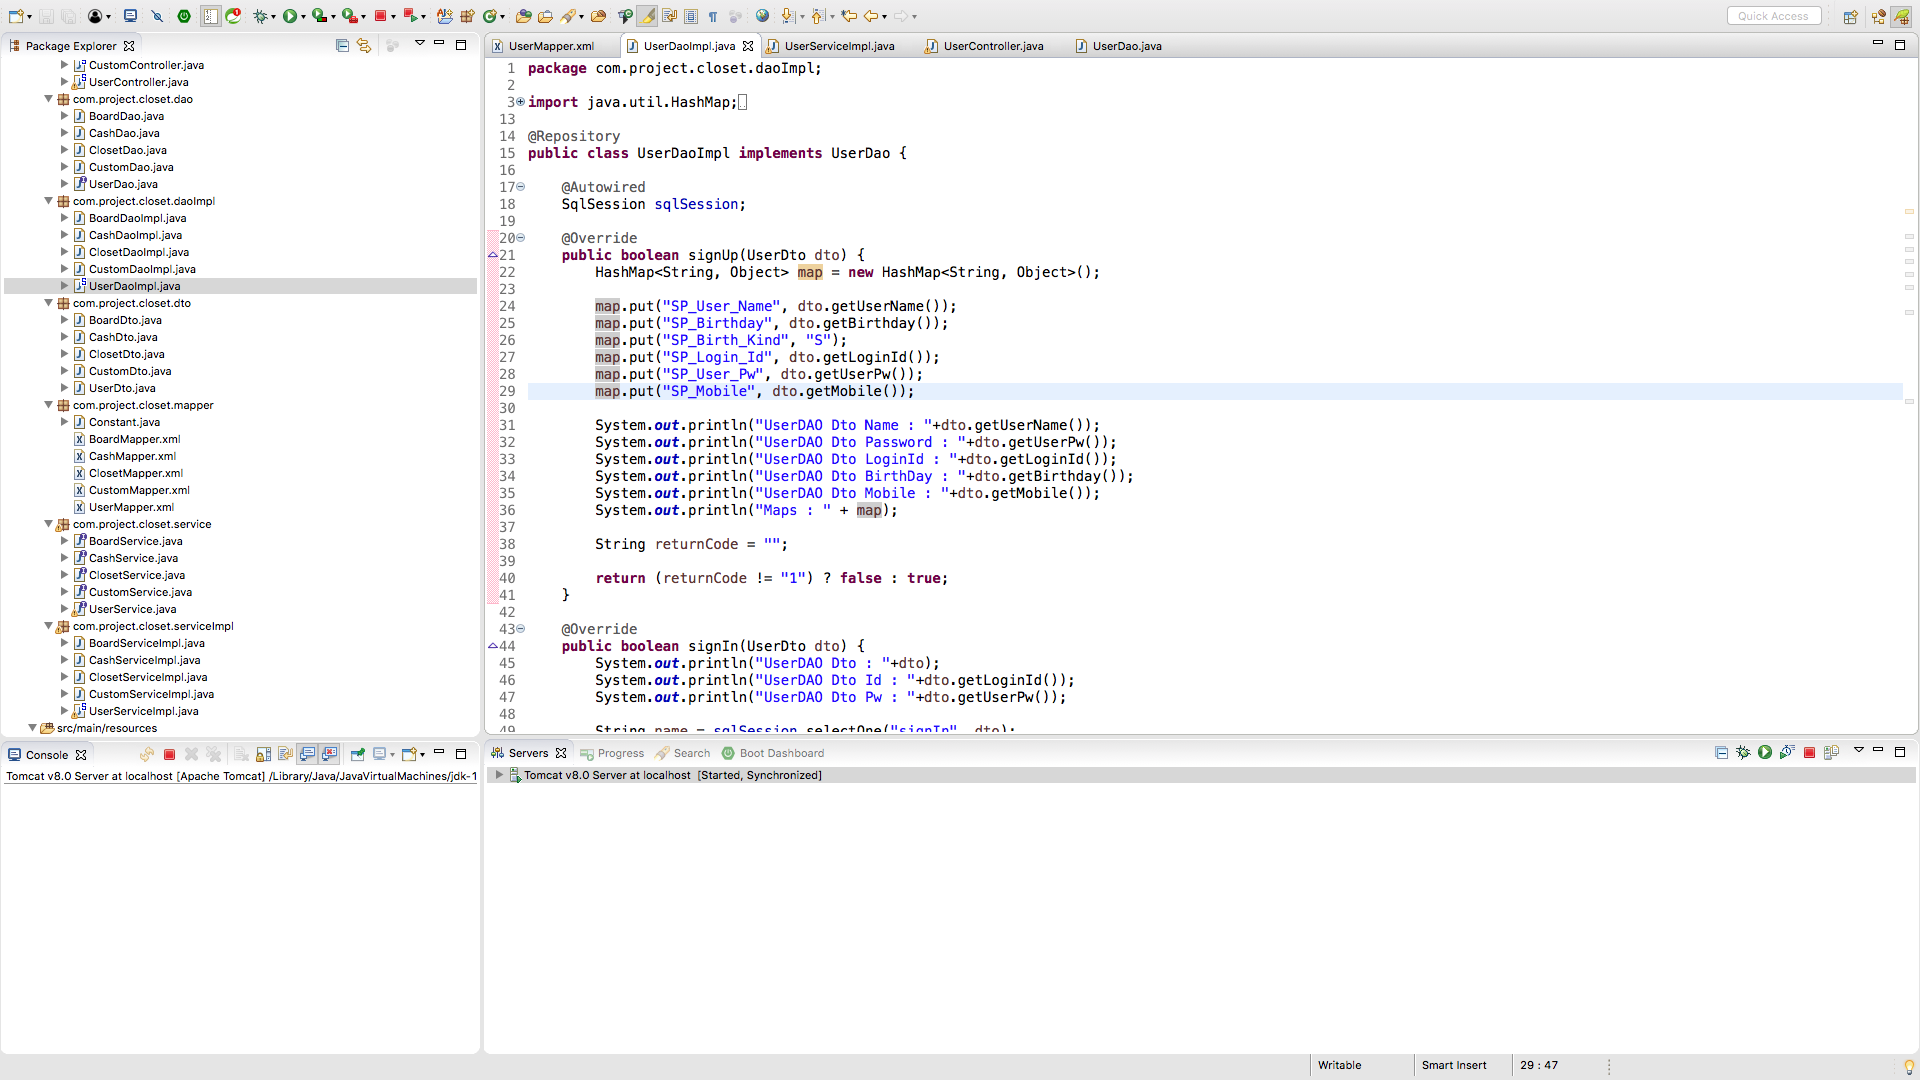 Quick Access
Package Explorer
CustomController.java
UserController.java
com.project.closet.dao
BoardDao.java
CashDao.java
ClosetDao.java
CustomDao.java
UserDao.java
com.project.closet.daoImpl
BoardDaoImpl.java
CashDaoImpl.java
ClosetDaoImpl.java
CustomDaoImpl.java
UserDaoImpl.java
com.project.closet.dto
BoardDto.java
CashDto.java
ClosetDto.java
CustomDto.java
UserDto.java
com.project.closet.mapper
Constant.java
BoardMapper.xml
CashMapper.xml
ClosetMapper.xml
CustomMapper.xml
UserMapper.xml
com.project.closet.service
BoardService.java
CashService.java
ClosetService.java
CustomService.java
UserService.java
com.project.closet.serviceImpl
BoardServiceImpl.java
CashServiceImpl.java
ClosetServiceImpl.java
CustomServiceImpl.java
UserServiceImpl.java
src/main/resources
UserMapper.xml UserDaoImpl.java UserServiceImpl.java UserController.java UserDao.java
1 package com.project.closet.daoImpl;
2
3 import java.util.HashMap;
13
14 @Repository
15 public class UserDaoImpl implements UserDao {
16
17 @Autowired
18 SqlSession sqlSession;
19
20 @Override
21 public boolean signUp(UserDto dto) {
22 HashMap<String, Object> map = new HashMap<String, Object>();
23
24 map.put("SP_User_Name", dto.getUserName());
25 map.put("SP_Birthday", dto.getBirthday());
26 map.put("SP_Birth_Kind", "S");
27 map.put("SP_Login_Id", dto.getLoginId());
28 map.put("SP_User_Pw", dto.getUserPw());
29 map.put("SP_Mobile", dto.getMobile());
30
31 System.out.println("UserDAO Dto Name : "+dto.getUserName());
32 System.out.println("UserDAO Dto Password : "+dto.getUserPw());
33 System.out.println("UserDAO Dto LoginId : "+dto.getLoginId());
34 System.out.println("UserDAO Dto BirthDay : "+dto.getBirthday());
35 System.out.println("UserDAO Dto Mobile : "+dto.getMobile());
36 System.out.println("Maps : " + map);
37
38 String returnCode = "";
39
40 return (returnCode != "1") ? false : true;
41 }
42
43 @Override
44 public boolean signIn(UserDto dto) {
45 System.out.println("UserDAO Dto : "+dto);
46 System.out.println("UserDAO Dto Id : "+dto.getLoginId());
47 System.out.println("UserDAO Dto Pw : "+dto.getUserPw());
48
49 String name = sqlSession.selectOne("signIn", dto);
Console
Tomcat v8.0 Server at localhost [Apache Tomcat] /Library/Java/JavaVirtualMachines/jdk-1
Servers Progress Search Boot Dashboard
Tomcat v8.0 Server at localhost [Started, Synchronized]
Writable Smart Insert 29 : 47